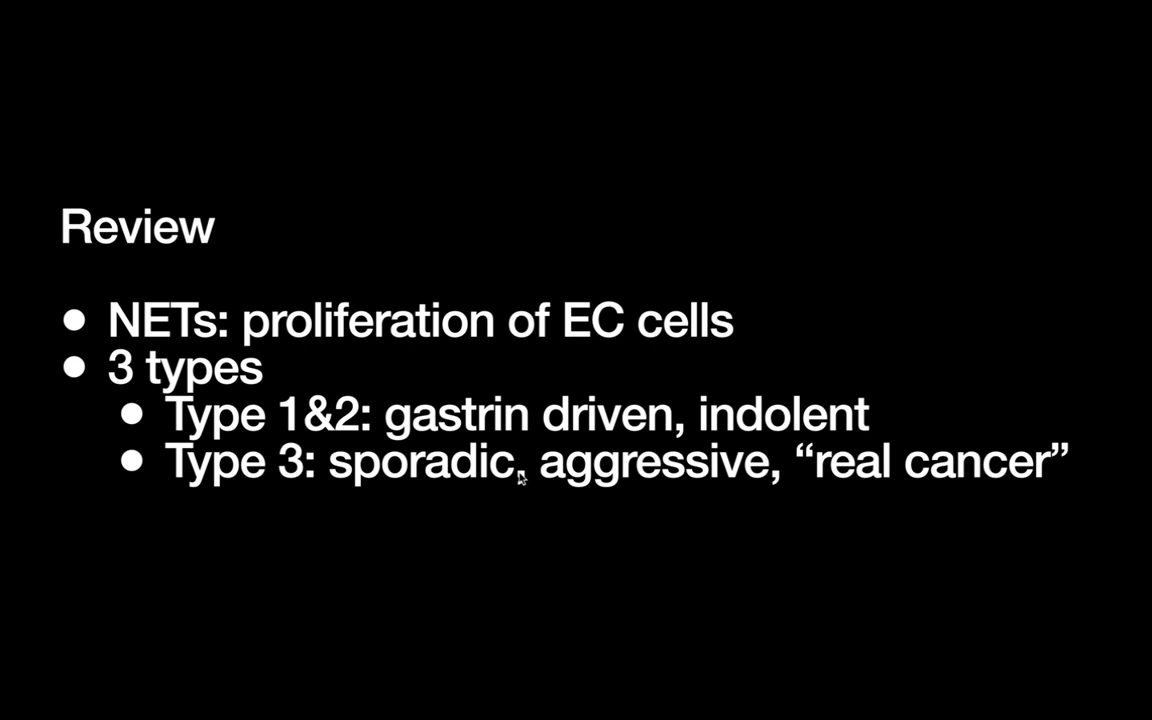 Review
• NETs: proliferation of EC cells
• 3 types
• Type 1&2: gastrin driven, indolent
• Type 3: sporadic, aggressive, “real cancer”